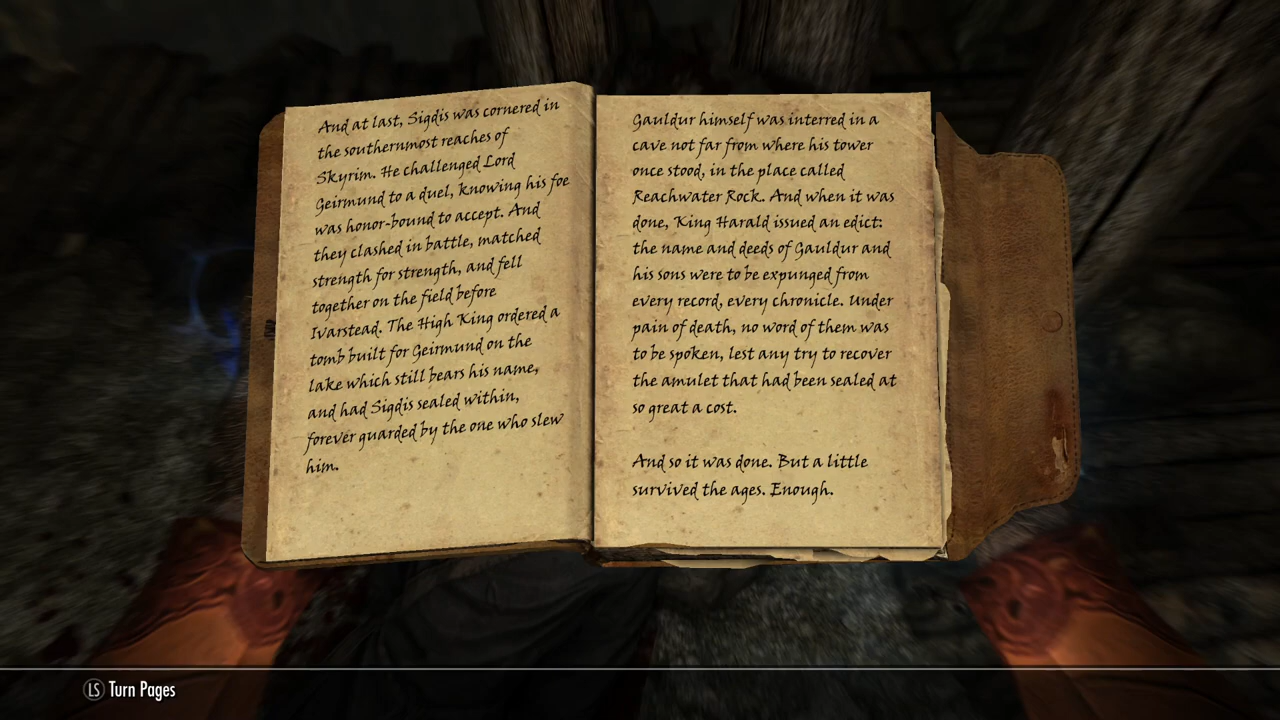 And at last, Sigdis was cornered in
the southernmost reaches of
Skyrim. He challenged Lord
Geirmund to a duel, knowing his foe
was honor-bound to accept. And
they clashed in battle, matched
strength for strength, and fell
together on the field before
Ivarstead. The High King ordered a
tomb built for Geirmund on the
lake which still bears his name,
and had Sigdis sealed within,
forever guarded by the one who slew
him.
Gauldur himself was interred in a
cave not far from where his tower
once stood, in the place called
Reachwater Rock. And when it was
done, King Harald issued an edict:
the name and deeds of Gauldur and
his sons were to be expunged from
every record, every chronicle. Under
pain of death, no word of them was
to be spoken, lest any try to recover
the amulet that had been sealed at
so great a cost.
And so it was done. But a little
survived the ages. Enough.
LS Turn Pages